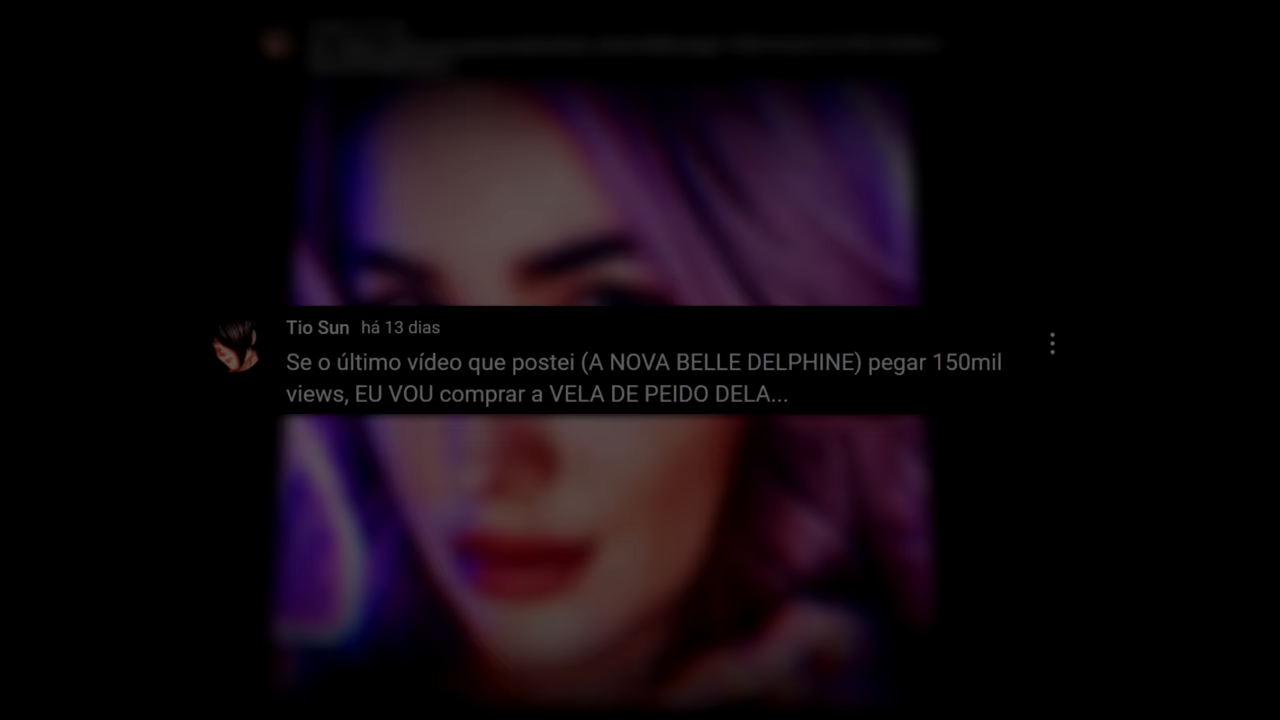 Tio Sun há 13 dias
Se o último vídeo que postei (A NOVA BELLE DELPHINE) pegar 150mil
views, EU VOU comprar a VELA DE PEIDO DELA...